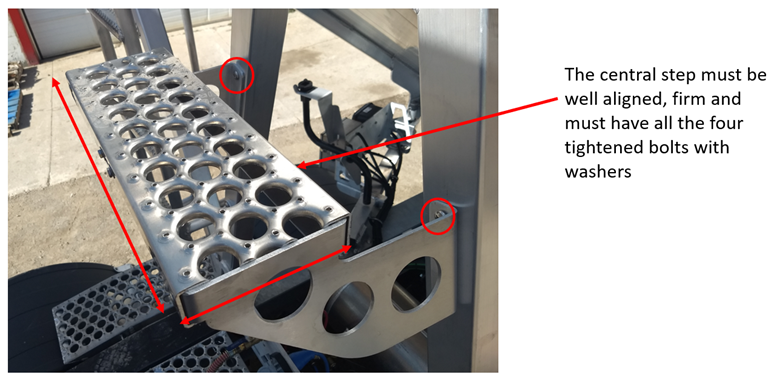 The central step must be
well aligned, firm and
must have all the four
tightened bolts with
washers